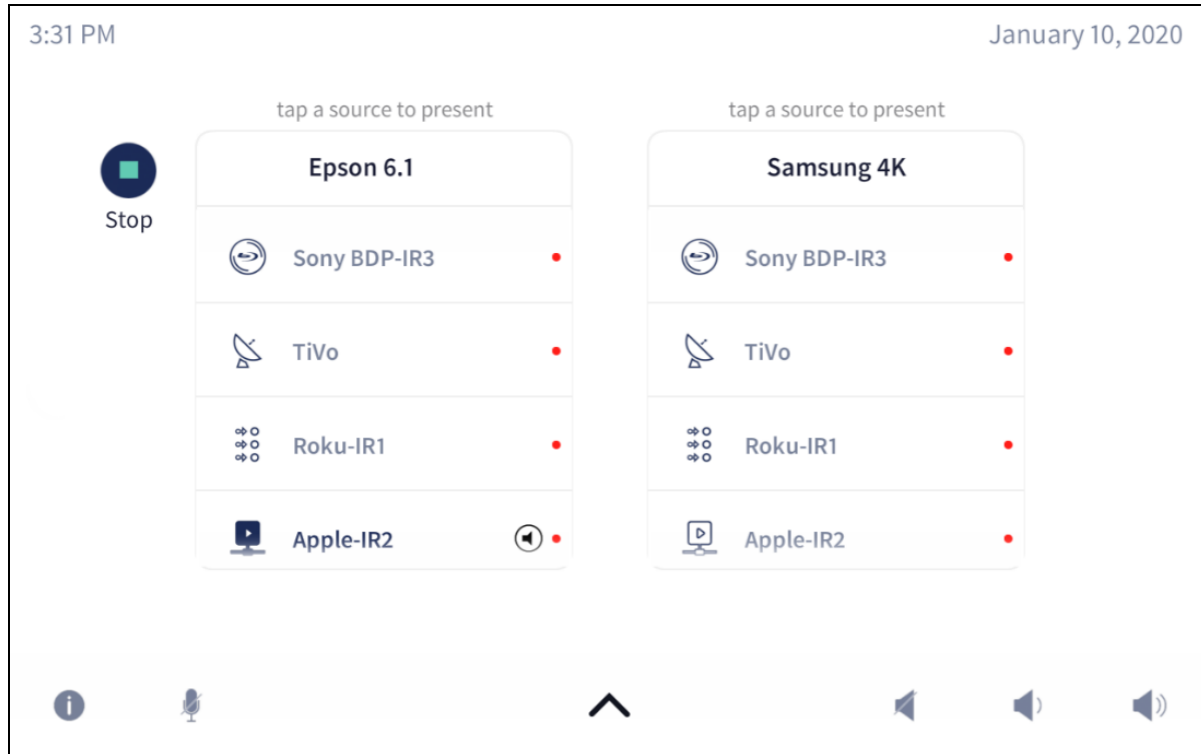 3:31 PM
January 10, 2020
tap a source to present
tap a source to present
Stop
Epson 6.1
Sony BDP-IR3
TiVo
Roku-IR1
Apple-IR2
Samsung 4K
Sony BDP-IR3
TiVo
Roku-IR1
Apple-IR2